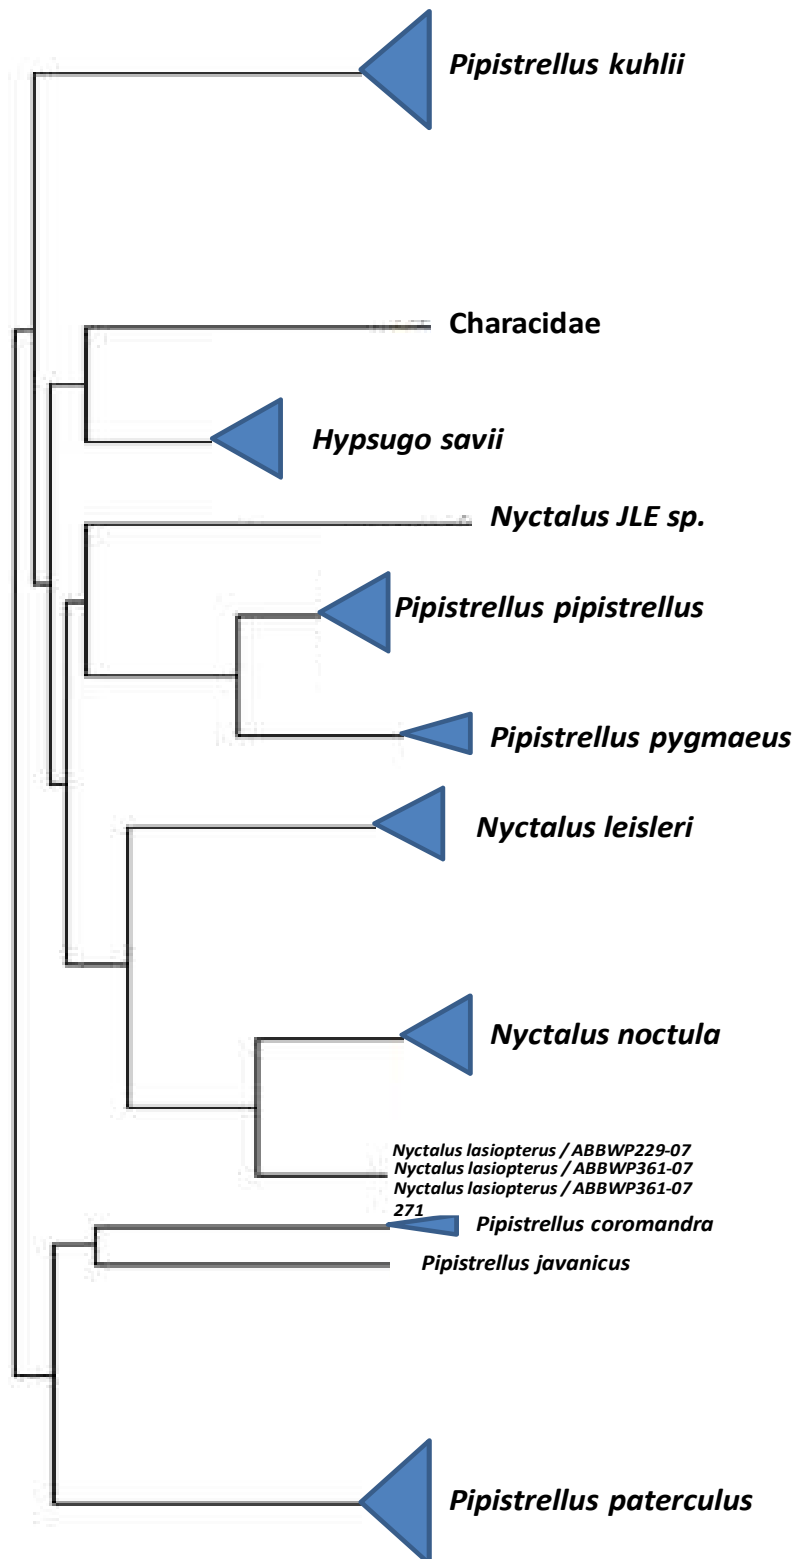 Pipistrellus kuhlii
Characidae
Hypsugo savii
Nyctalus JLE sp.
Pipistrellus pipistrellus
Pipistrellus pygmaeus
Nyctalus leisleri
Nyctalus noctula
Nyctalus lasiopterus / ABBWP229-07
Nyctalus lasiopterus / ABBWP361-07
Nyctalus lasiopterus / ABBWP361-07
271
Pipistrellus coromandra
Pipistrellus javanicus
Pipistrellus paterculus